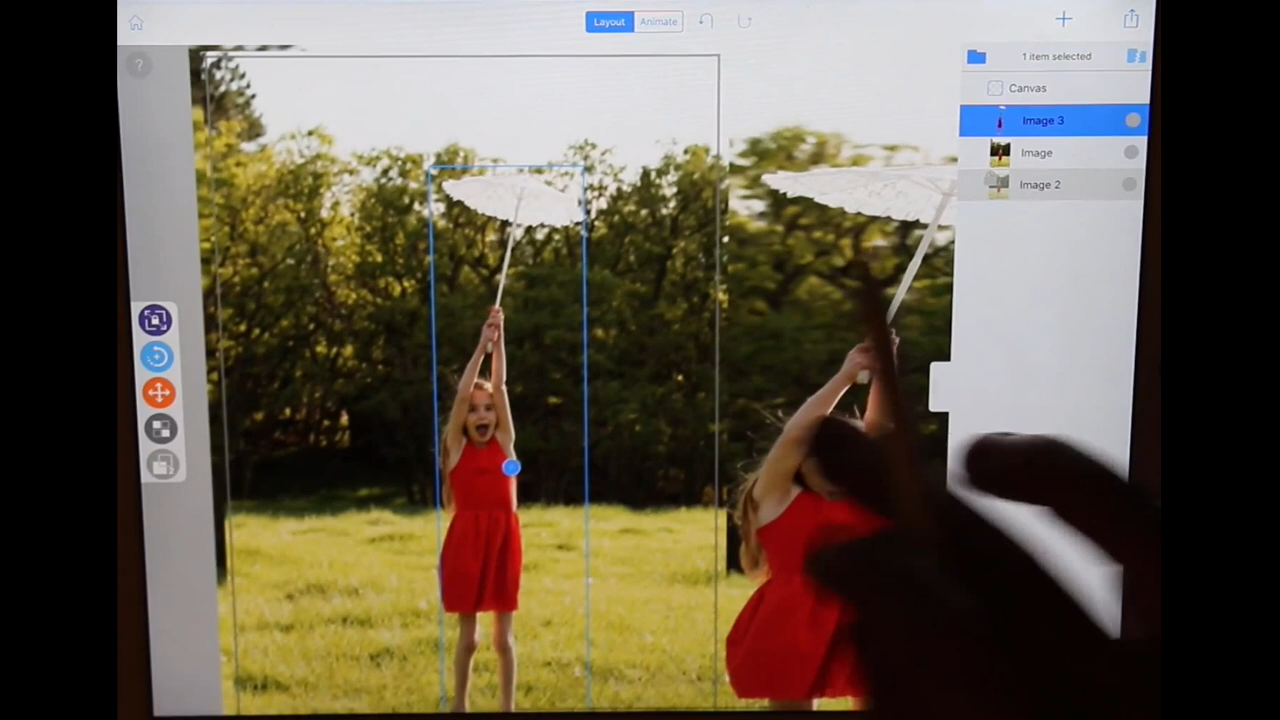 Layout Animate
?
1 item selected
Canvas
Image 3
Image
Image 2